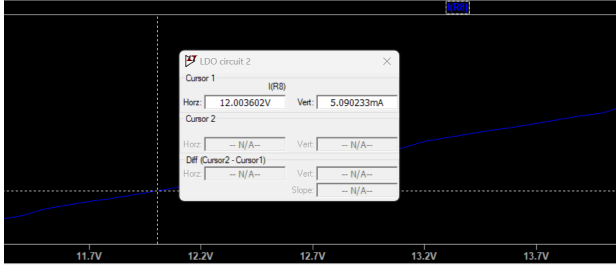 I(R8)
LDO circuit 2
Cursor 1
I(R8)
Horz: 12.003602V Vert: 5.090233mA
Cursor 2
Horz: -- N/A-- Vert: -- N/A--
Diff (Cursor2 - Cursor1)
Horz: -- N/A-- Vert: -- N/A--
Slope: -- N/A--
11.7V 12.2V 12.7V 13.2V 13.7V